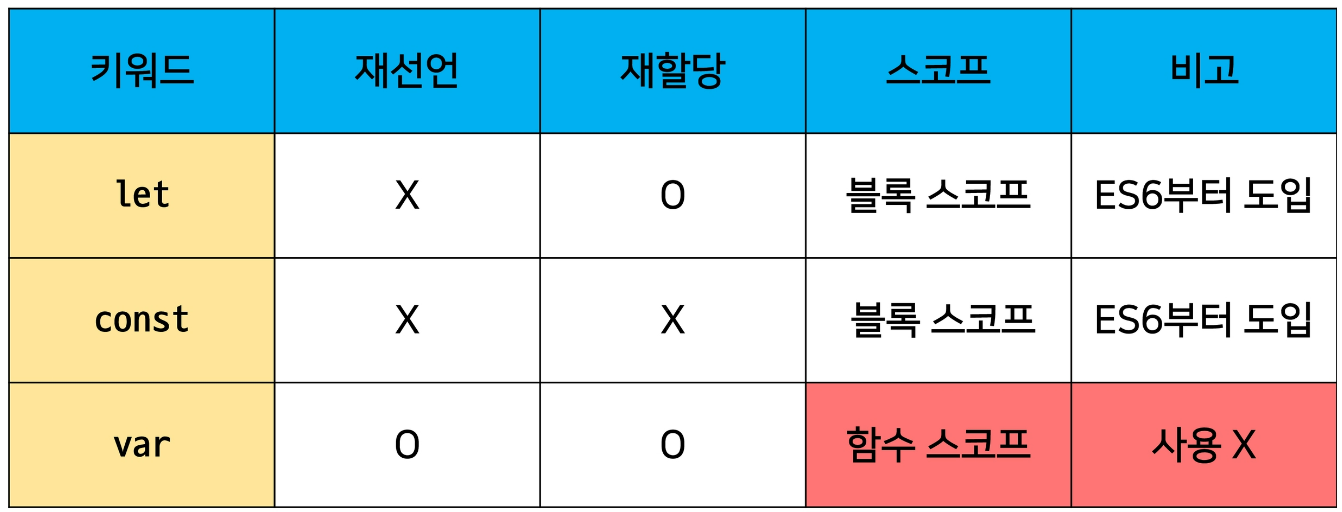 키워드 재선언 재할당 스코프 비고
let X O 블록 스코프 ES6부터 도입
const X X 블록 스코프 ES6부터 도입
var O O 함수 스코프 사용 X